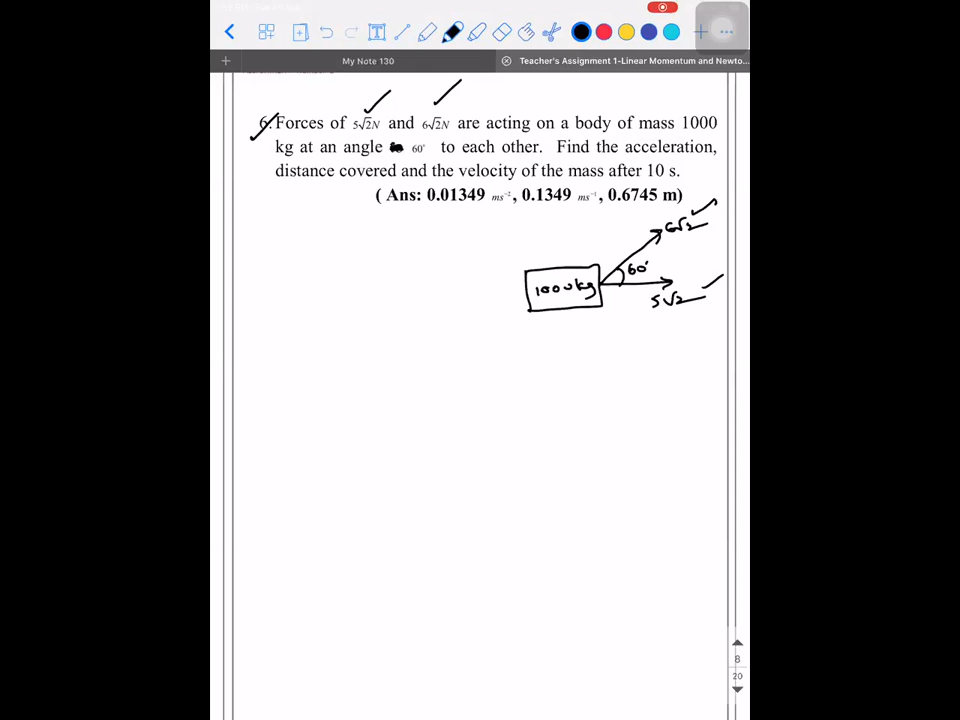 My Note 130
Teacher's Assignment 1-Linear Momentum and Newto...
6. Forces of 5√2N and 6√2N are acting on a body of mass 1000
kg at an angle 60° to each other. Find the acceleration,
distance covered and the velocity of the mass after 10 s.
( Ans: 0.01349 ms⁻², 0.1349 ms⁻¹, 0.6745 m)
6√2
60°
1000kg
5√2
8
20